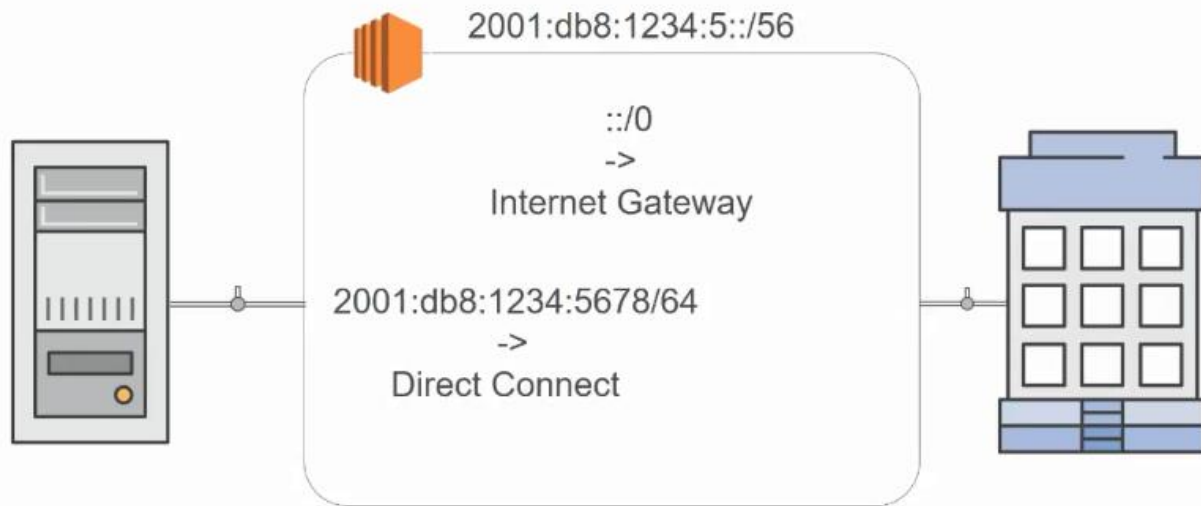 2001:db8:1234:5::/56
::/0
->
Internet Gateway
2001:db8:1234:5678/64
->
Direct Connect